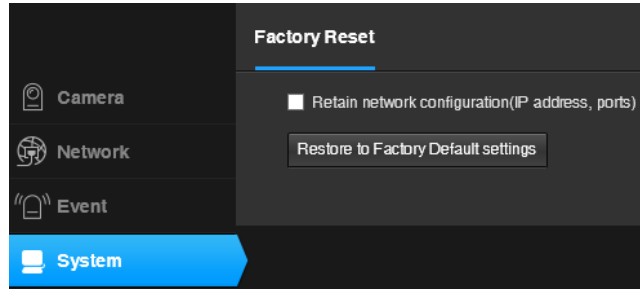 Factory Reset
Camera
Retain network configuration(IP address, ports)
Network
Restore to Factory Default settings
Event
System